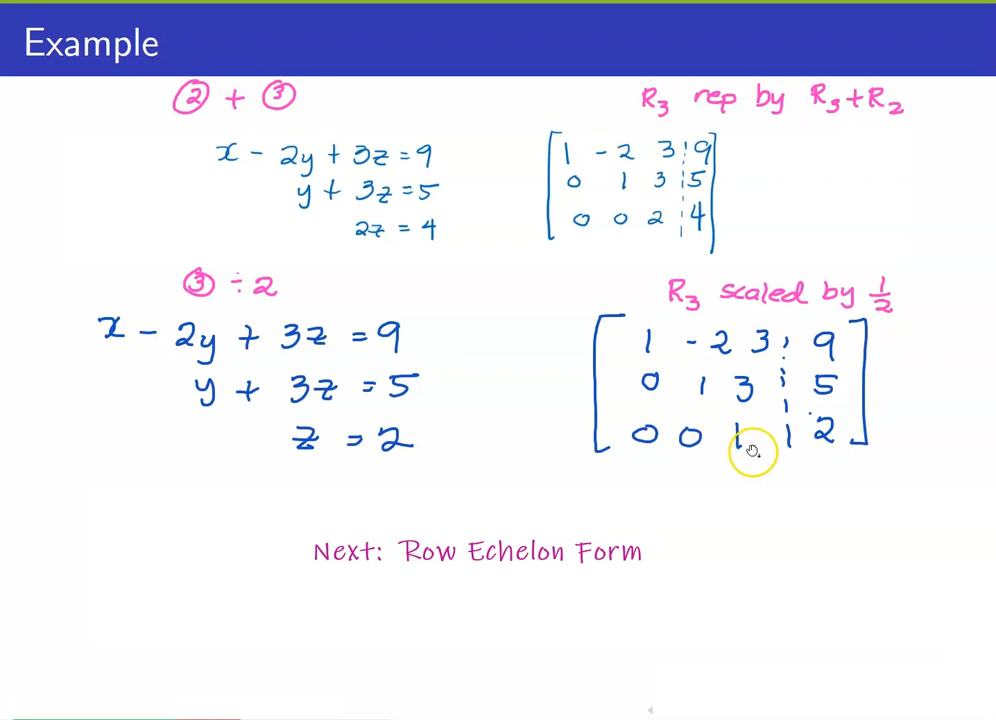 Example
② + ③
R₃ rep by R₃+R₂
x - 2y + 3z = 9
y + 3z = 5
2z = 4
[1 -2 3 ¦ 9
0 1 3 ¦ 5
0 0 2 ¦ 4]
③ ÷ 2
R₃ scaled by 1/2
x - 2y + 3z = 9
y + 3z = 5
z = 2
[1 -2 3 ¦ 9
0 1 3 ¦ 5
0 0 1 ¦ 2]
Next: Row Echelon Form